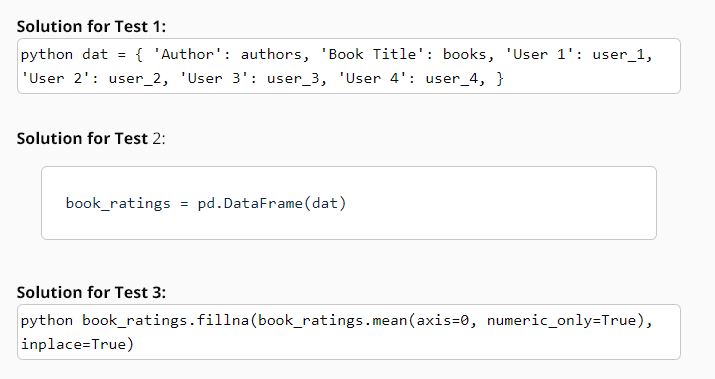 Solution for Test 1:
python dat = { 'Author': authors, 'Book Title': books, 'User 1': user_1,
'User 2': user_2, 'User 3': user_3, 'User 4': user_4, }
Solution for Test 2:
book_ratings = pd.DataFrame(dat)
Solution for Test 3:
python book_ratings.fillna(book_ratings.mean(axis=0, numeric_only=True),
inplace=True)